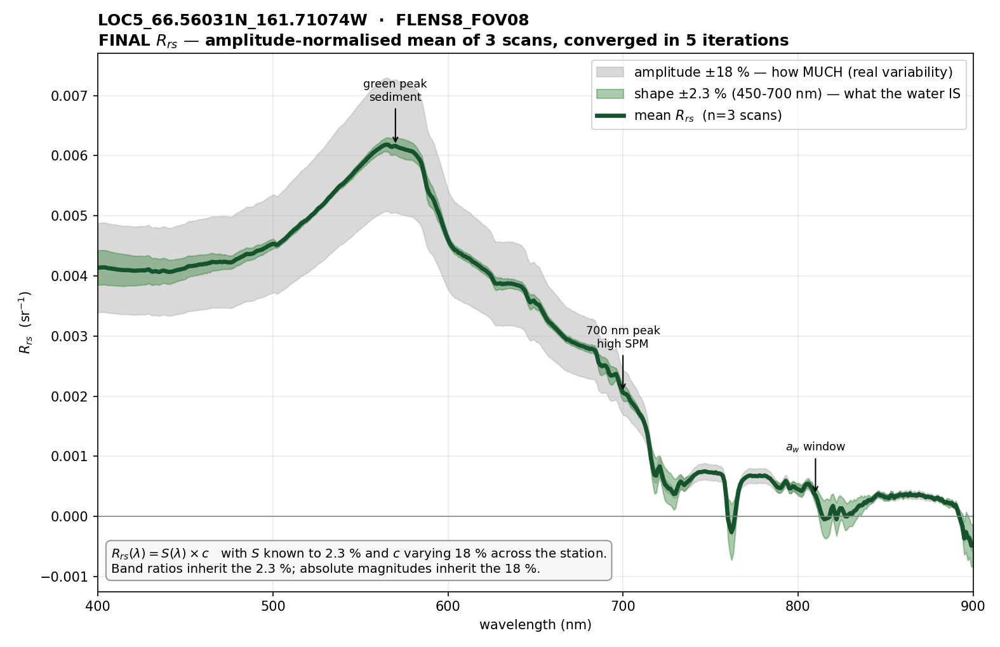 LOC5_66.56031N_161.71074W · FLENS8_FOV08
FINAL Rrs — amplitude-normalised mean of 3 scans, converged in 5 iterations
amplitude ±18 % — how MUCH (real variability)
shape ±2.3 % (450-700 nm) — what the water IS
mean Rrs (n=3 scans)
green peak
sediment
700 nm peak
high SPM
aw window
Rrs(λ) = S(λ) × c with S known to 2.3 % and c varying 18 % across the station.
Band ratios inherit the 2.3 %; absolute magnitudes inherit the 18 %.
Rrs (sr⁻¹)
0.007
0.006
0.005
0.004
0.003
0.002
0.001
0.000
−0.001
400
500
600
700
800
900
wavelength (nm)